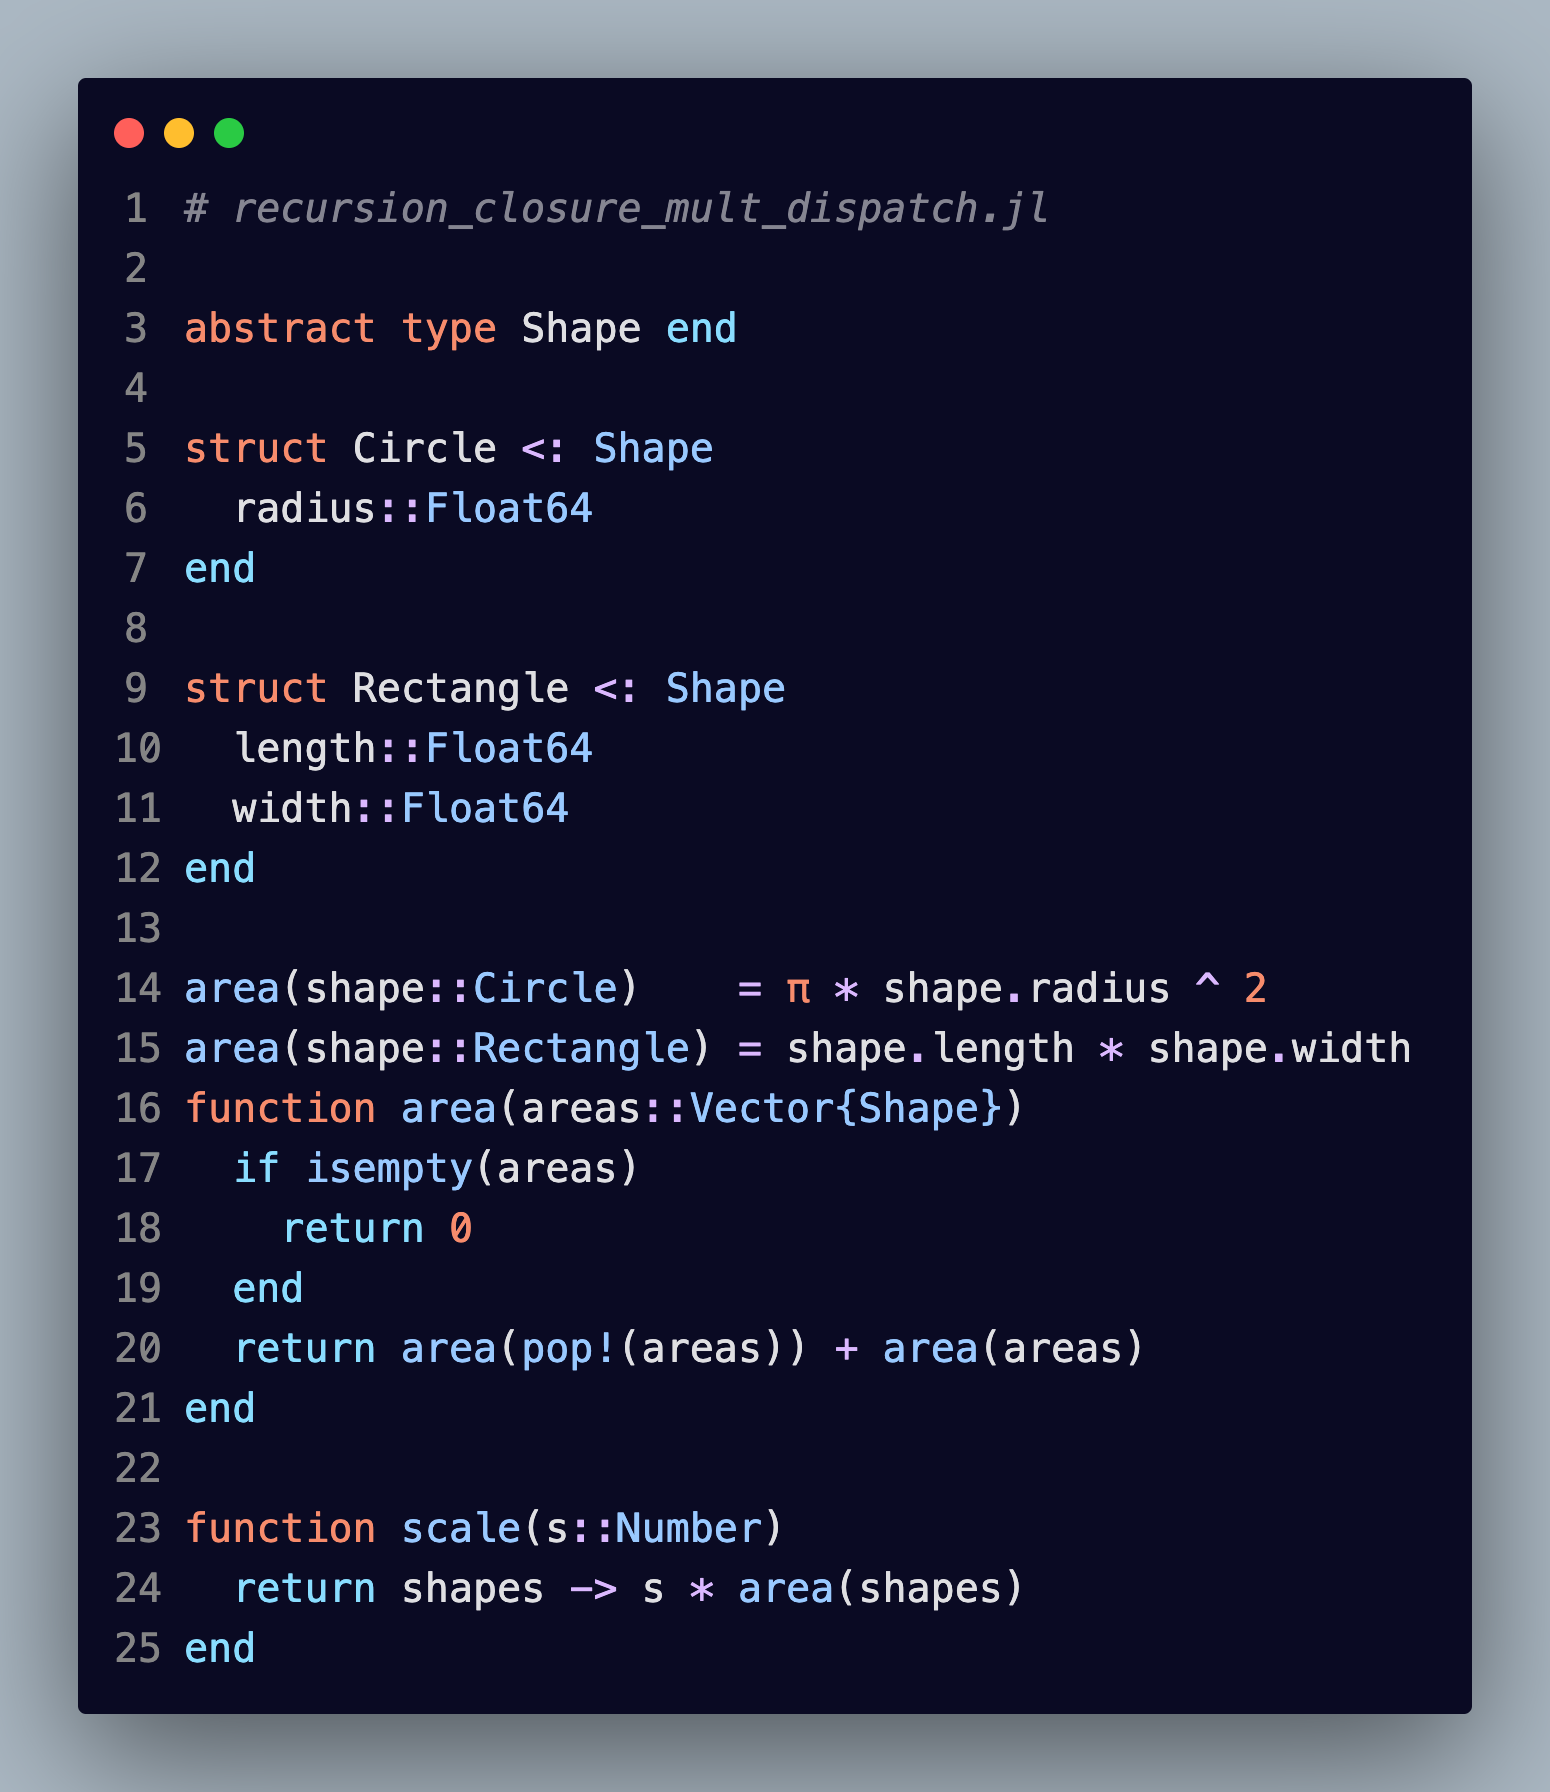 1 # recursion_closure_mult_dispatch.jl
2
3 abstract type Shape end
4
5 struct Circle <: Shape
6   radius::Float64
7 end
8
9 struct Rectangle <: Shape
10   length::Float64
11   width::Float64
12 end
13
14 area(shape::Circle)    = π * shape.radius ^ 2
15 area(shape::Rectangle) = shape.length * shape.width
16 function area(areas::Vector{Shape})
17   if isempty(areas)
18     return 0
19   end
20   return area(pop!(areas)) + area(areas)
21 end
22
23 function scale(s::Number)
24   return shapes -> s * area(shapes)
25 end